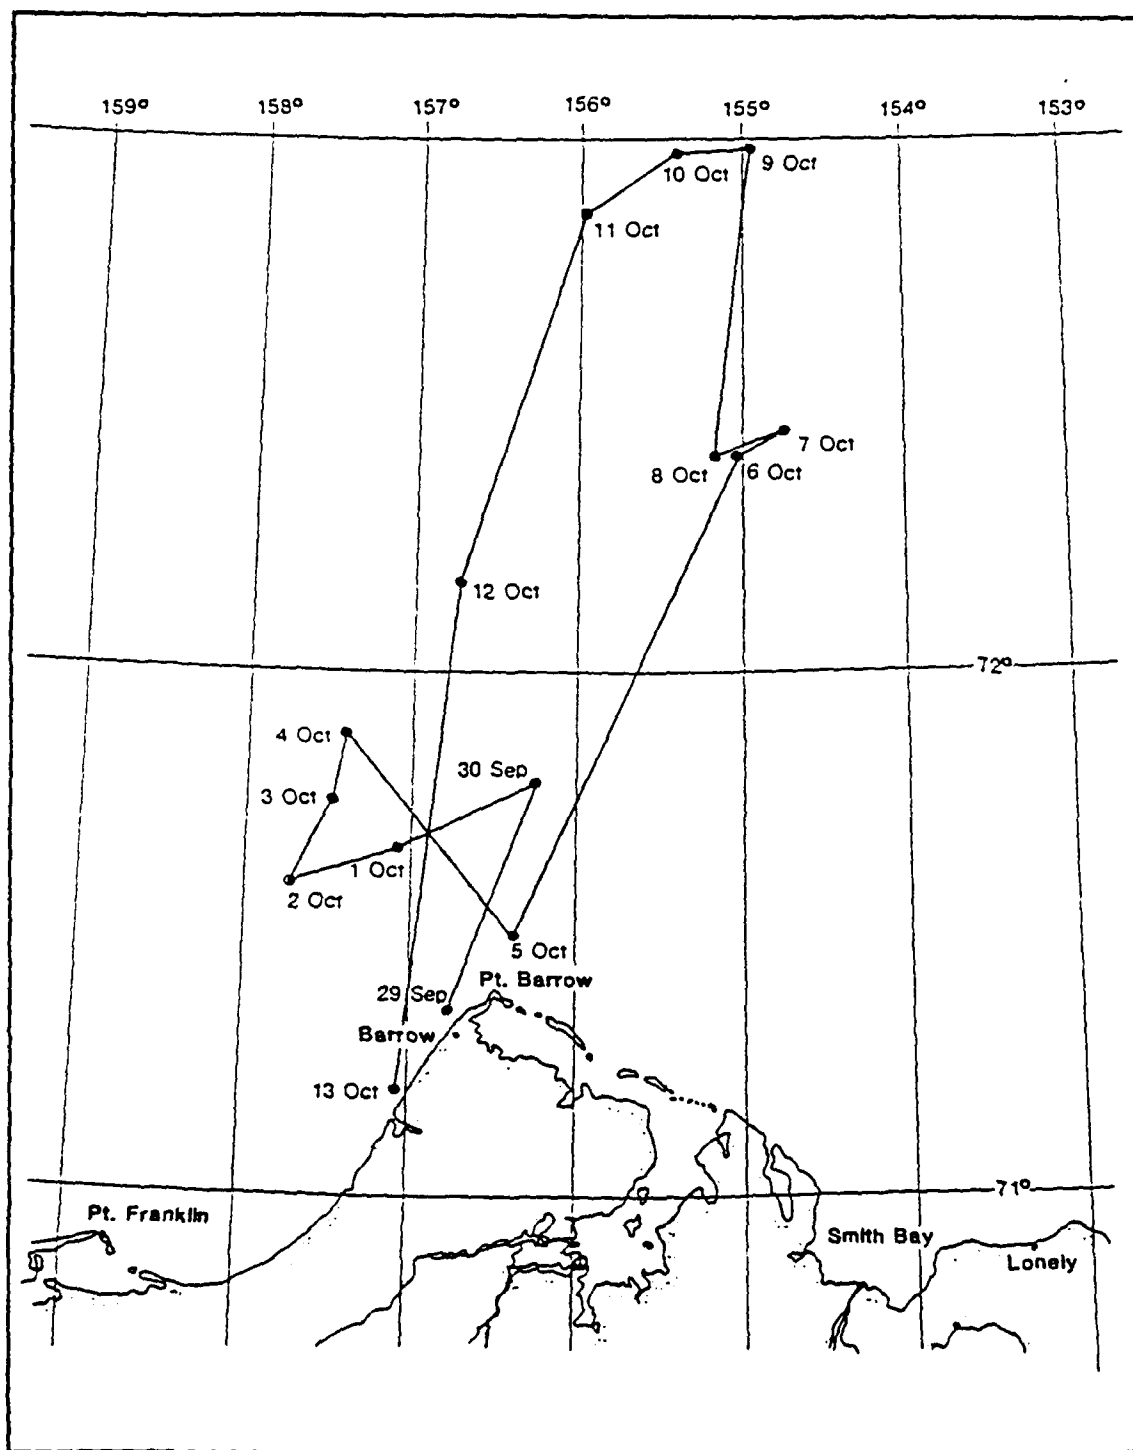 159° 158° 157° 156° 155° 154° 153°
10 Oct 9 Oct
11 Oct
7 Oct
8 Oct 6 Oct
12 Oct
72°
4 Oct
30 Sep
3 Oct
1 Oct
2 Oct
5 Oct
Pt. Barrow
29 Sep
Barrow
13 Oct
71°
Pt. Franklin
Smith Bay
Lonely